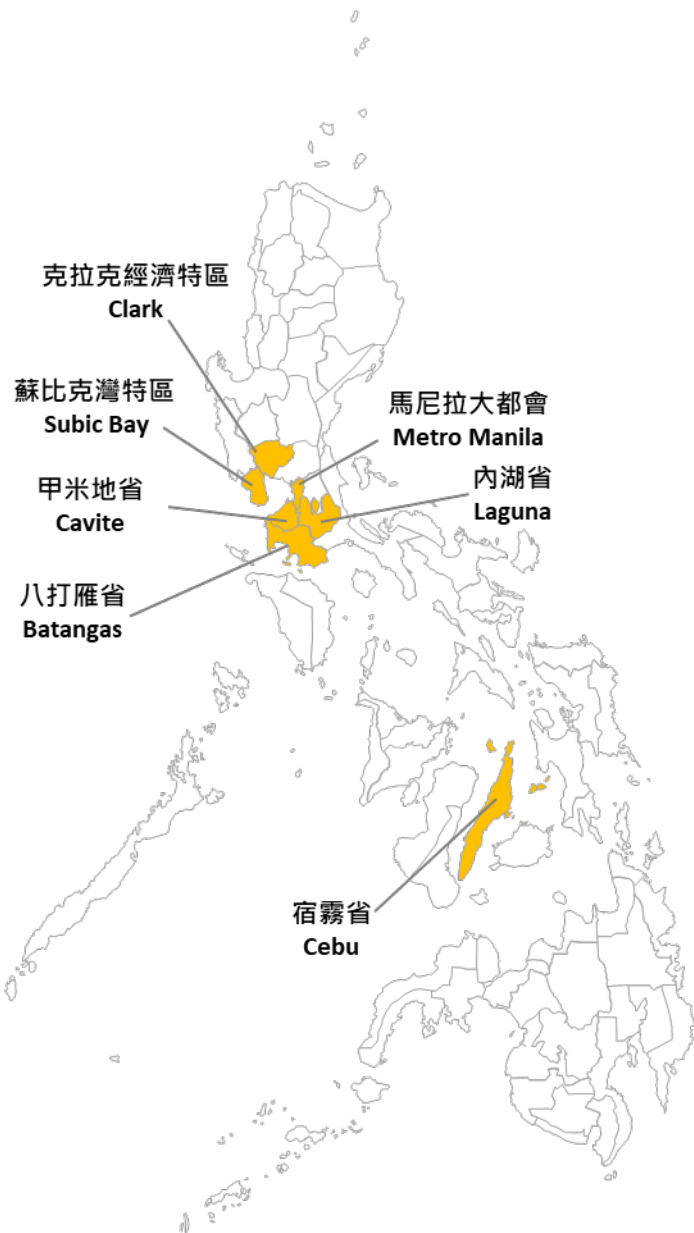 克拉克經濟特區
Clark
蘇比克灣特區
Subic Bay
馬尼拉大都會
Metro Manila
甲米地省
Cavite
內湖省
Laguna
八打雁省
Batangas
宿霧省
Cebu